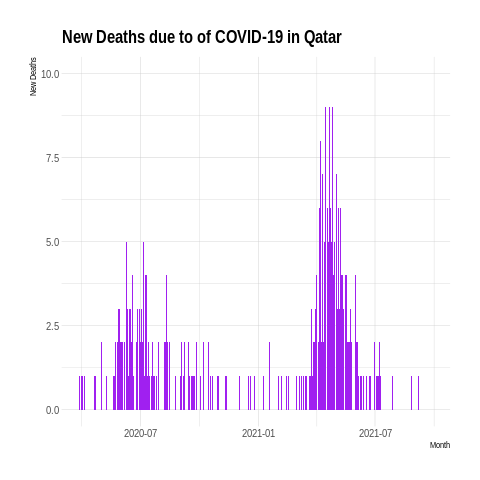 New Deaths due to of COVID-19 in Qatar
New Deaths
10.0
7.5
5.0
2.5
0.0
2020-07
2021-01
2021-07
Month